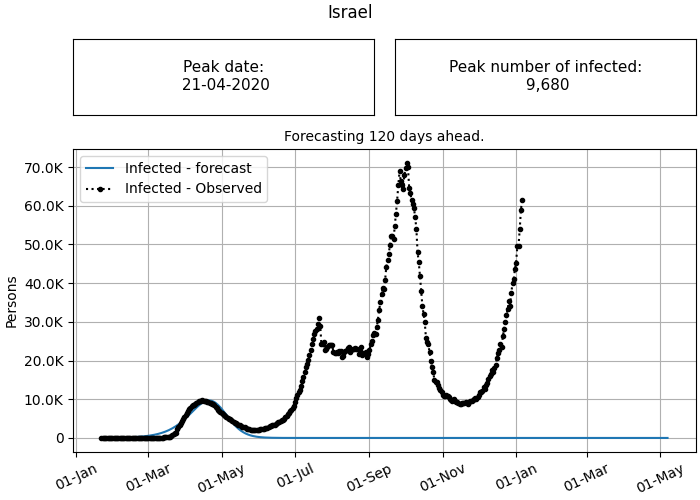 Israel
Peak date:
21-04-2020
Peak number of infected:
9,680
Forecasting 120 days ahead.
Infected - forecast
Infected - Observed
Persons
70.0K
60.0K
50.0K
40.0K
30.0K
20.0K
10.0K
0
01-Jan
01-Mar
01-May
01-Jul
01-Sep
01-Nov
01-Jan
01-Mar
01-May